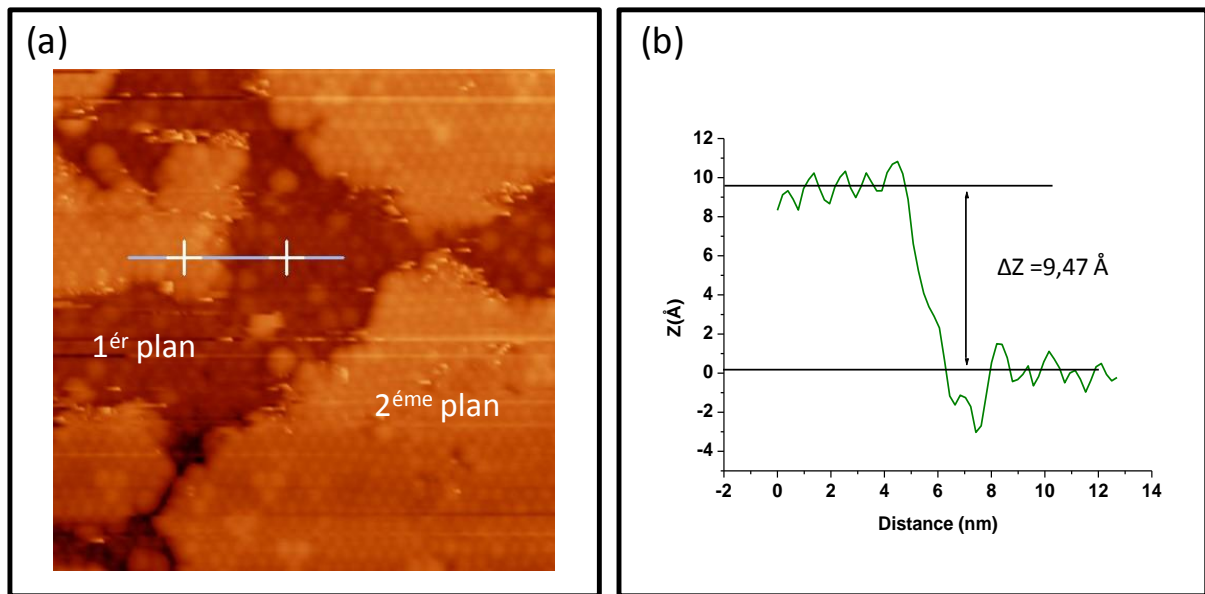 (a)
1ér plan
2éme plan
(b)
12
10
8
6
4
2
0
-2
-4
Z(Å)
ΔZ =9,47 Å
-2 0 2 4 6 8 10 12 14
Distance (nm)